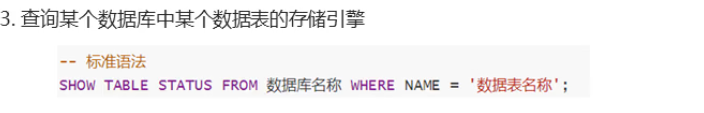 3. 查询某个数据库中某个数据表的存储引擎
-- 标准语法
SHOW TABLE STATUS FROM 数据库名称 WHERE NAME = '数据表名称';